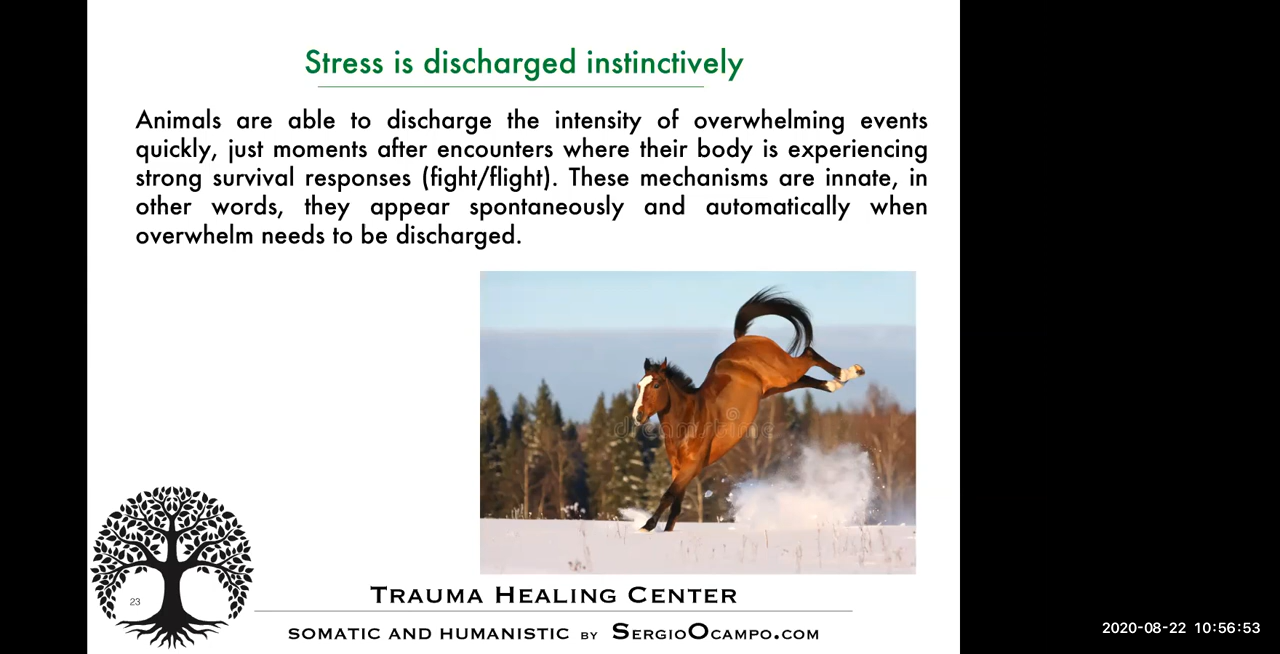 Stress is discharged instinctively
Animals are able to discharge the intensity of overwhelming events
quickly, just moments after encounters where their body is experiencing
strong survival responses (fight/flight). These mechanisms are innate, in
other words, they appear spontaneously and automatically when
overwhelm needs to be discharged.
dreamstime
23
TRAUMA HEALING CENTER
SOMATIC AND HUMANISTIC BY SERGIOOCAMPO.COM
2020-08-22 10:56:53